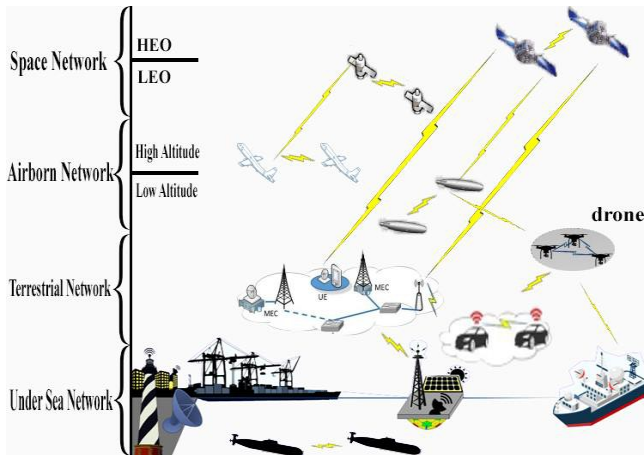 HEO
Space Network
LEO
High Altitude
Airborn Network
Low Altitude
drone
Terrestrial Network
MEC
UE
MEC
Under Sea Network